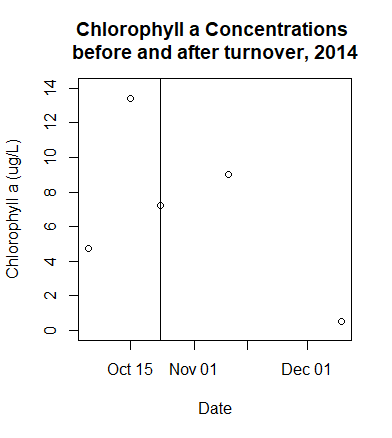 Chlorophyll a Concentrations
before and after turnover, 2014
Chlorophyll a (ug/L)
14
12
10
8
6
4
2
0
Oct 15 Nov 01 Dec 01
Date